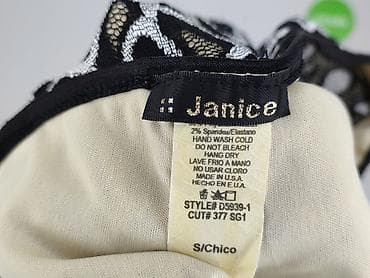 Janice
2% Spandex/Elastano
HAND WASH COLD
DO NOT BLEACH
HANG DRY
LAVE FRIO A MANO
NO USAR CLORO
MADE IN U.S.A.
HECHO EN E.U.A.
STYLE# D5939-1
CUT# 377 SG1
S/Chico